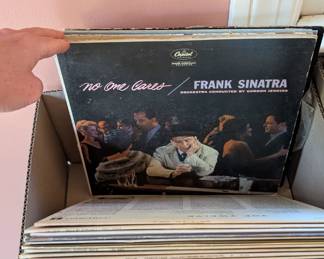 Capitol
no One Cares / FRANK SINATRA
ORCHESTRA CONDUCTED BY GORDON JENKINS